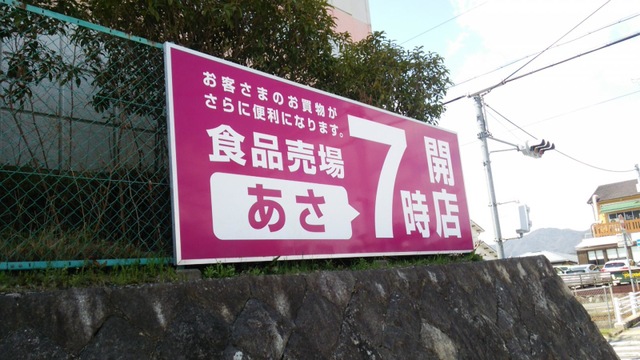 お客さまのお買物が
さらに便利になります。
食品売場
あさ
7時
開店